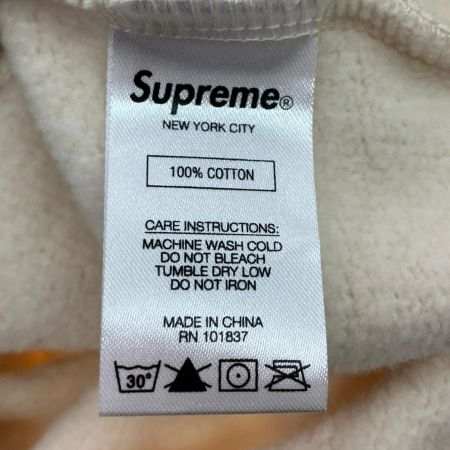 Supreme®
NEW YORK CITY
100% COTTON
CARE INSTRUCTIONS:
MACHINE WASH COLD
DO NOT BLEACH
TUMBLE DRY LOW
DO NOT IRON
MADE IN CHINA
RN 101837
30°